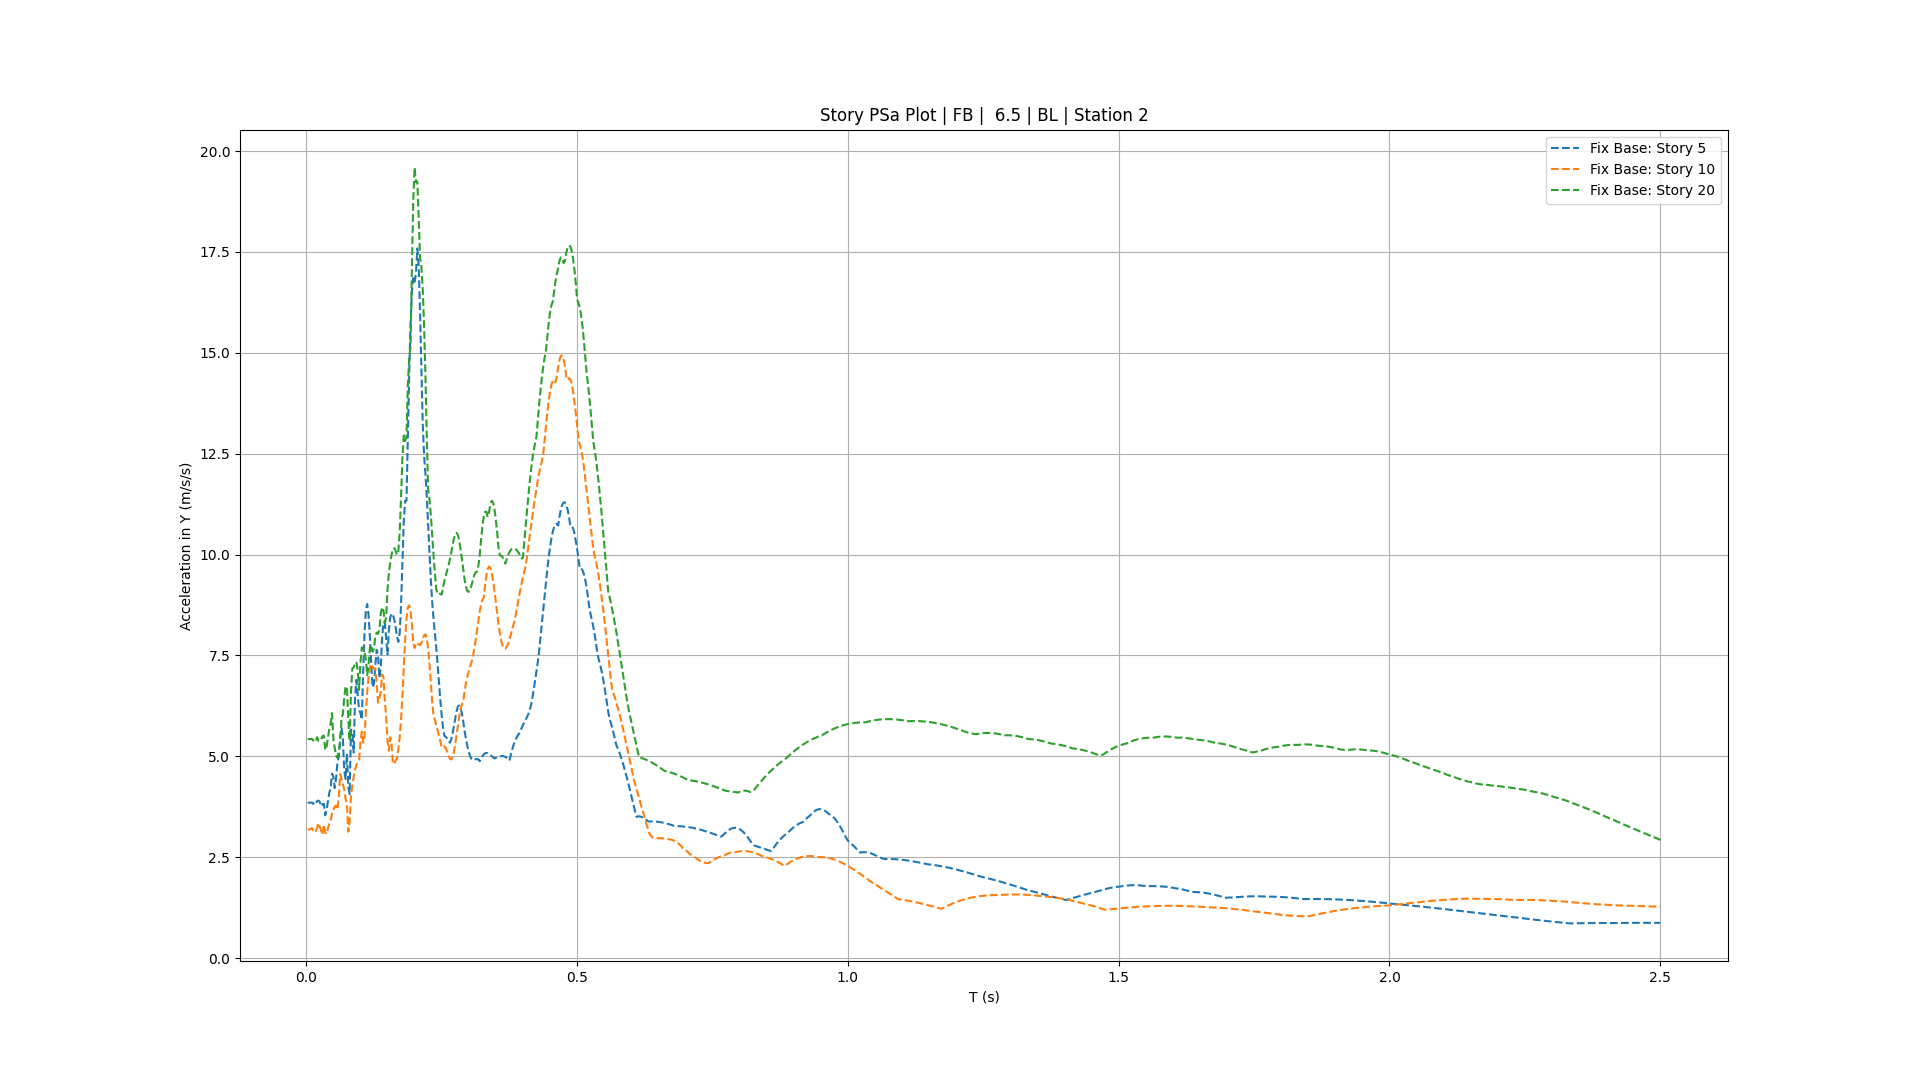 Story PSa Plot | FB |  6.5 | BL | Station 2
Fix Base: Story 5
Fix Base: Story 10
Fix Base: Story 20
Acceleration in Y (m/s/s)
20.0
17.5
15.0
12.5
10.0
7.5
5.0
2.5
0.0
0.0 0.5 1.0 1.5 2.0 2.5
T (s)